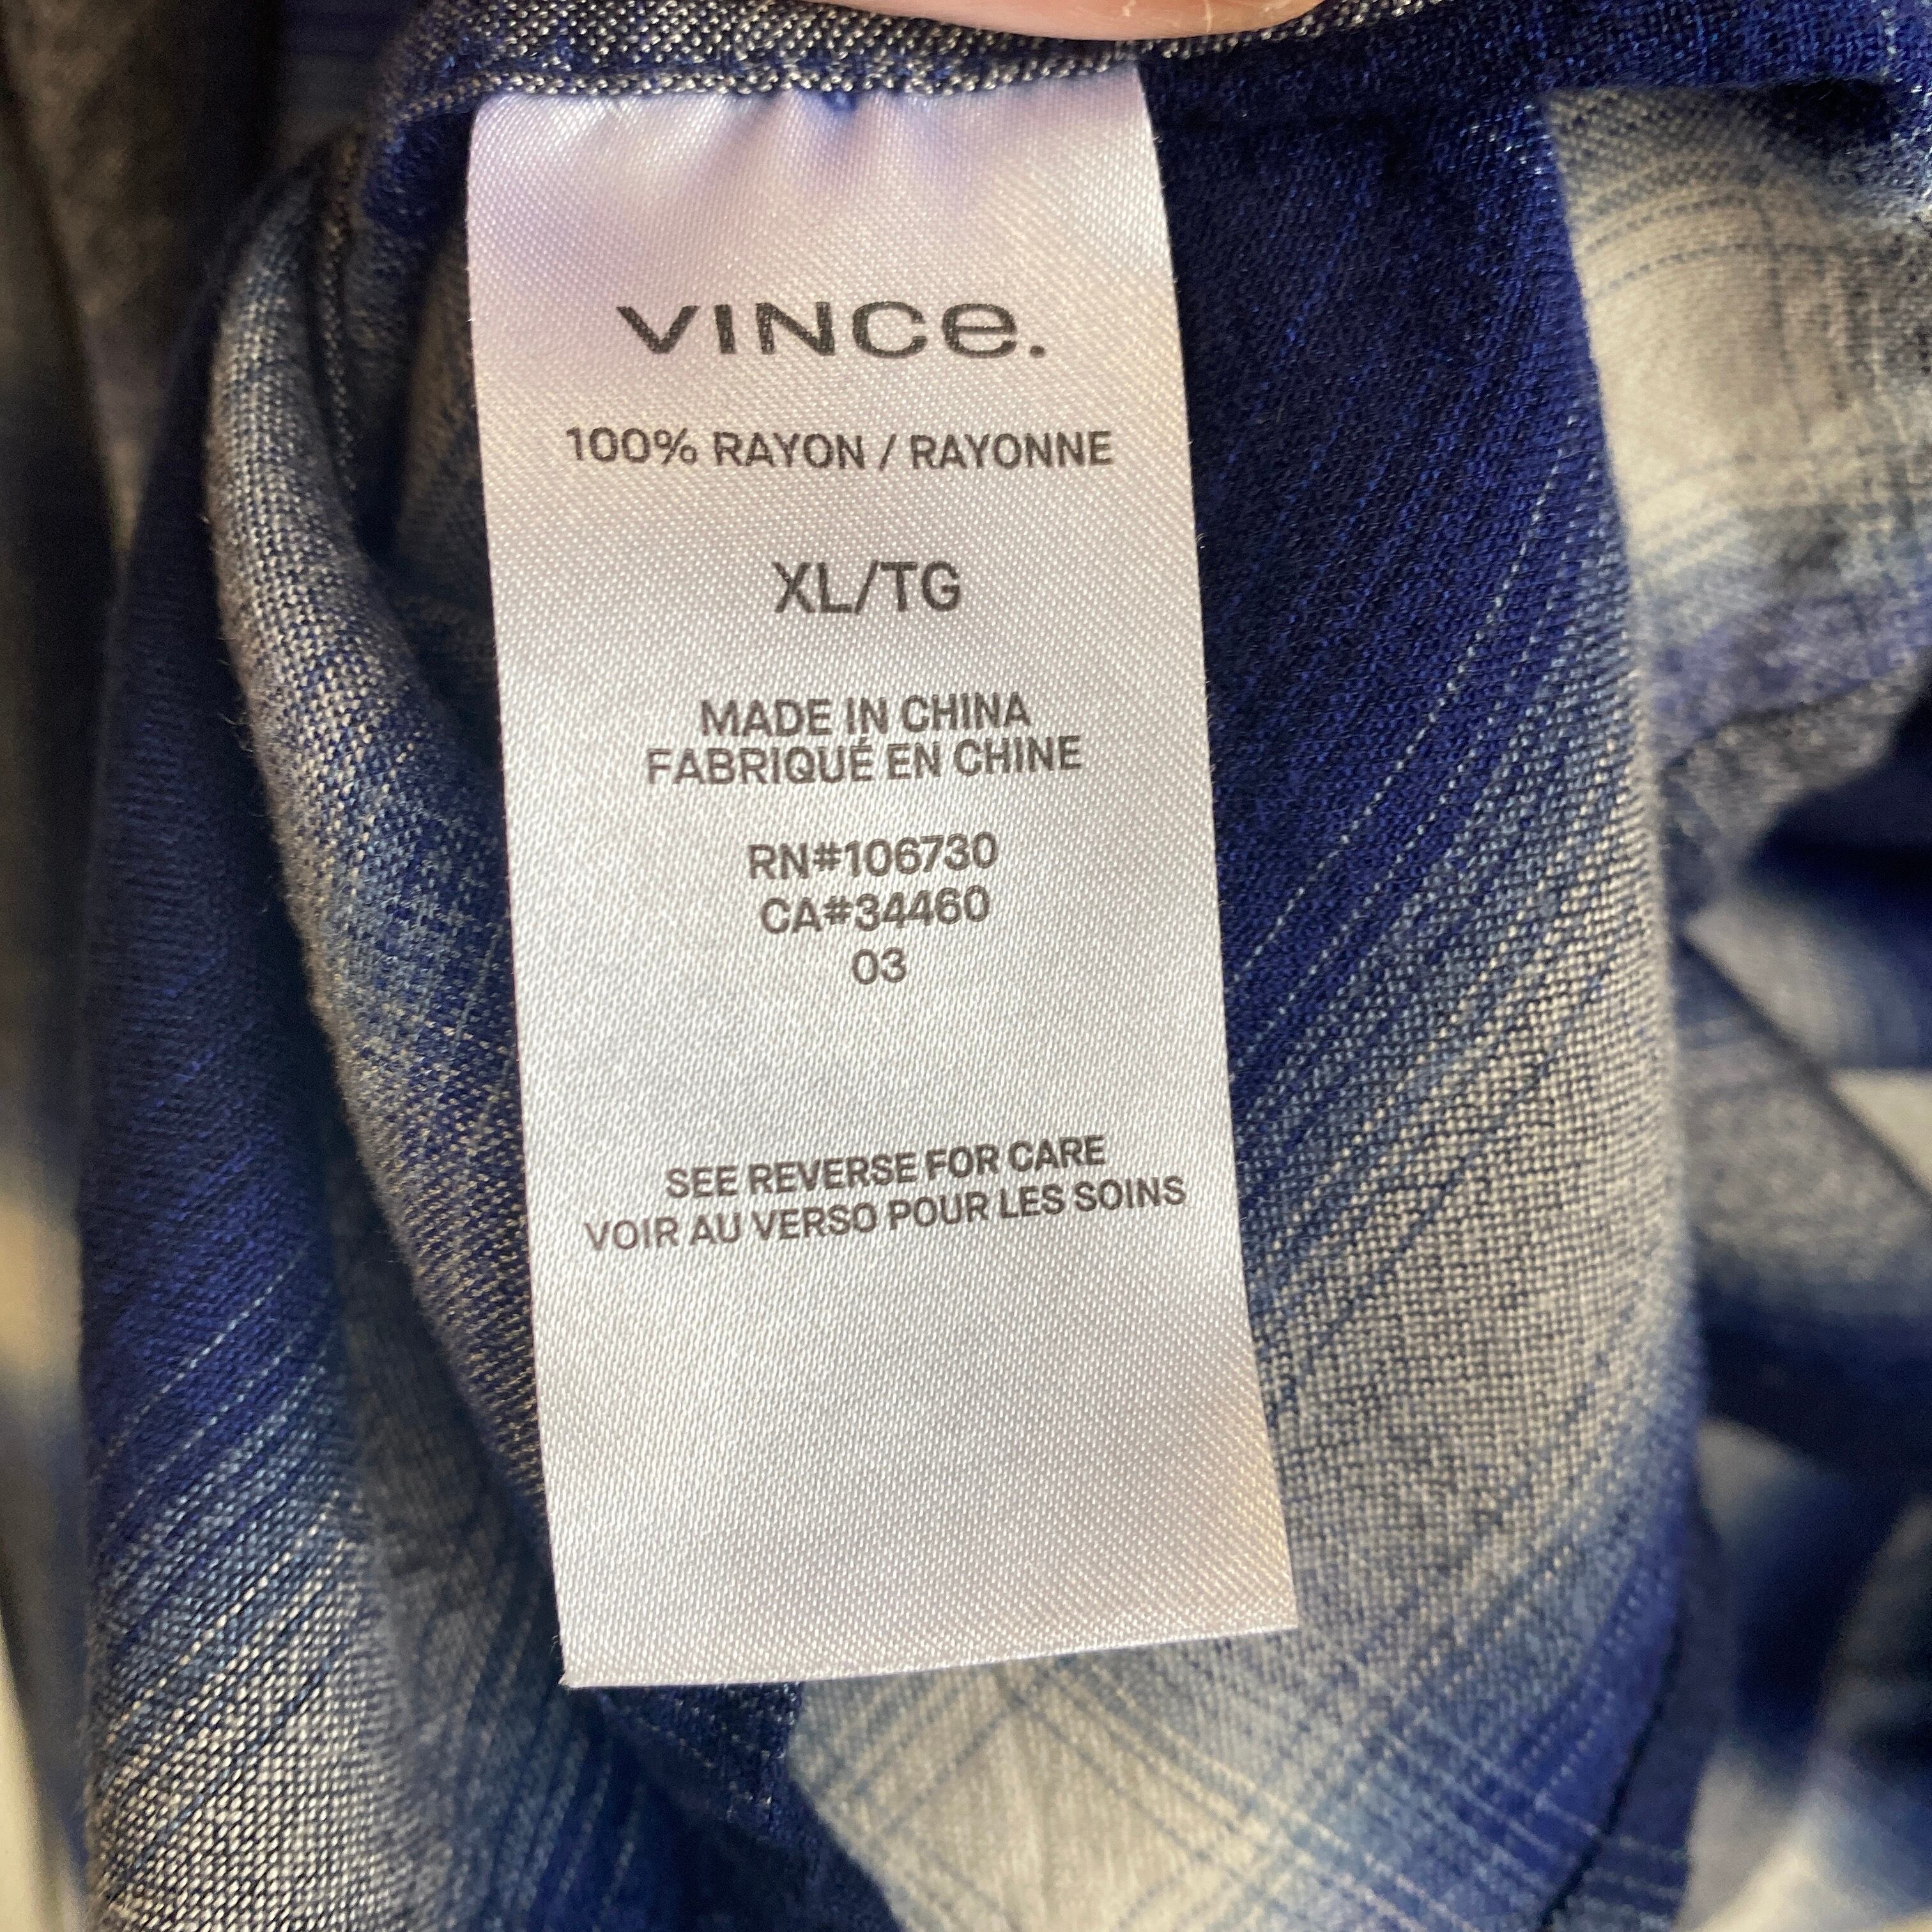 VINCe.
100% RAYON / RAYONNE
XL/TG
MADE IN CHINA
FABRIQUÉ EN CHINE
RN#106730
CA#34460
03
SEE REVERSE FOR CARE
VOIR AU VERSO POUR LES SOINS